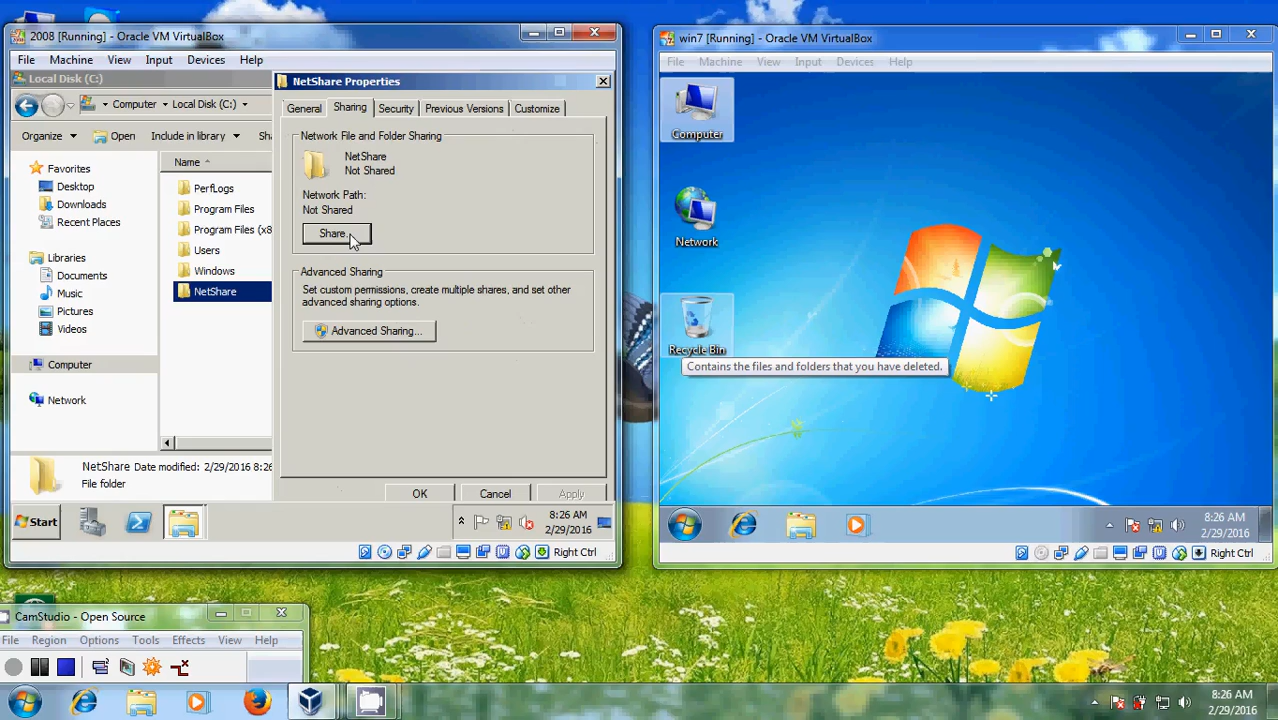 2008 [Running] - Oracle VM VirtualBox
File Machine View Input Devices Help
Local Disk (C:)
Computer Local Disk (C:)
Organize Open Include in library
Favorites
Desktop
Downloads
Recent Places
Libraries
Documents
Music
Pictures
Videos
Computer
Network
Name
PerfLogs
Program Files
Program Files (x8
Users
Windows
NetShare
NetShare Date modified: 2/29/2016 8:26
File folder
NetShare Properties
General Sharing Security Previous Versions Customize
Network File and Folder Sharing
NetShare
Not Shared
Network Path:
Not Shared
Share...
Advanced Sharing
Set custom permissions, create multiple shares, and set other
advanced sharing options.
Advanced Sharing...
OK Cancel Apply
Start
8:26 AM
2/29/2016
Right Ctrl
win7 [Running] - Oracle VM VirtualBox
File Machine View Input Devices Help
Computer
Network
Recycle Bin
Contains the files and folders that you have deleted.
8:26 AM
2/29/2016
Right Ctrl
CamStudio - Open Source
File Region Options Tools Effects View Help
8:26 AM
2/29/2016